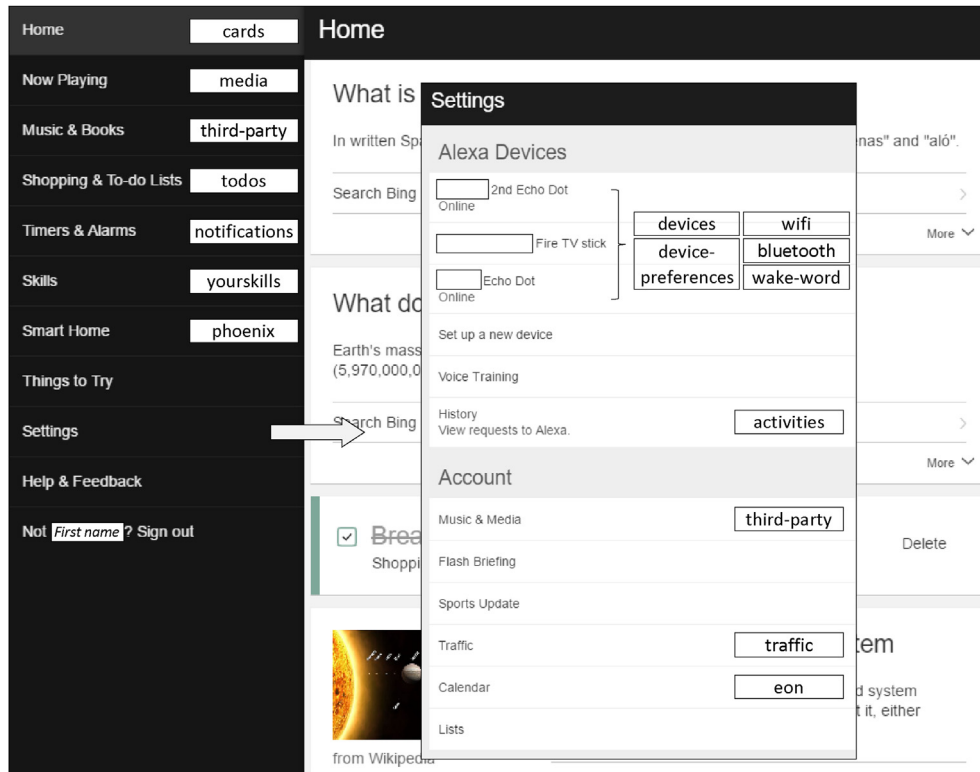 Home cards
Now Playing media
Music & Books third-party
Shopping & To-do Lists todos
Timers & Alarms notifications
Skills yourskills
Smart Home phoenix
Things to Try
Settings
Help & Feedback
Not First name ? Sign out
Home
What is
In written Spa
enas" and "aló".
Search Bing
More
What do
Earth's mass
(5,970,000,0
Search Bing
More
Brea
Shoppi
Delete
tem
d system
t it, either
from Wikipedia
Settings
Alexa Devices
2nd Echo Dot
Online
Fire TV stick
Echo Dot
Online
devices wifi
device-preferences bluetooth
wake-word
Set up a new device
Voice Training
History
View requests to Alexa. activities
Account
Music & Media third-party
Flash Briefing
Sports Update
Traffic traffic
Calendar eon
Lists